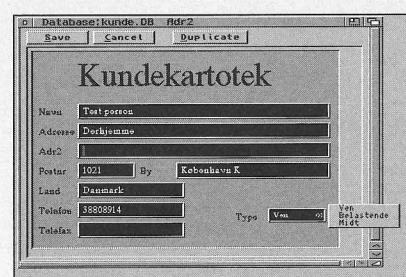 Database:kunde.DB Adr2
Save Cancel Duplicate
Kundekartotek
Navn Test person
Adresse Derhjemme
Adr2
Postnr 1021 By København K
Land Danmark
Telefon 38808914
Type Ven
Telefax
Ven
Belastende
Midt